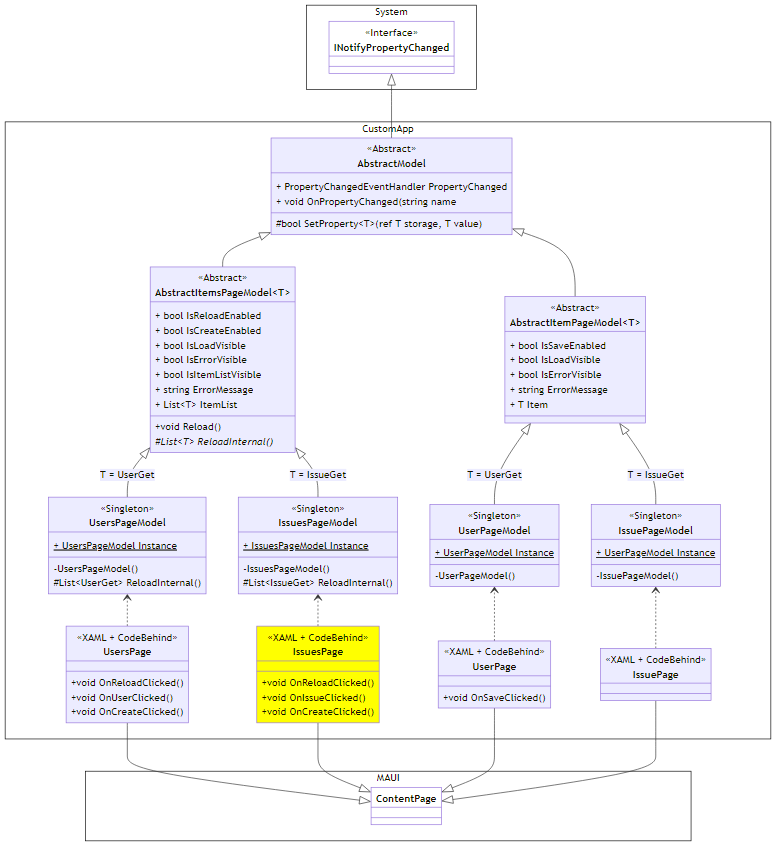 System
«Interface»
INotifyPropertyChanged
CustomApp
«Abstract»
AbstractModel
+ PropertyChangedEventHandler PropertyChanged
+ void OnPropertyChanged(string name
#bool SetProperty<T>(ref T storage, T value)
«Abstract»
AbstractItemsPageModel<T>
+ bool IsReloadEnabled
+ bool IsCreateEnabled
+ bool IsLoadVisible
+ bool IsErrorVisible
+ bool IsItemListVisible
+ string ErrorMessage
+ List<T> ItemList
+void Reload()
#List<T> ReloadInternal()
«Abstract»
AbstractItemPageModel<T>
+ bool IsSaveEnabled
+ bool IsLoadVisible
+ bool IsErrorVisible
+ string ErrorMessage
+ T Item
T = UserGet
T = IssueGet
T = UserGet
T = IssueGet
«Singleton»
UsersPageModel
+ UsersPageModel Instance
-UsersPageModel()
#List<UserGet> ReloadInternal()
«Singleton»
IssuesPageModel
+ IssuesPageModel Instance
-IssuesPageModel()
#List<IssueGet> ReloadInternal()
«Singleton»
UserPageModel
+ UserPageModel Instance
-UserPageModel()
«Singleton»
IssuePageModel
+ UserPageModel Instance
-IssuePageModel()
«XAML + CodeBehind»
UsersPage
+void OnReloadClicked()
+void OnUserClicked()
+void OnCreateClicked()
«XAML + CodeBehind»
IssuesPage
+void OnReloadClicked()
+void OnIssueClicked()
+void OnCreateClicked()
«XAML + CodeBehind»
UserPage
+void OnSaveClicked()
«XAML + CodeBehind»
IssuePage
MAUI
ContentPage